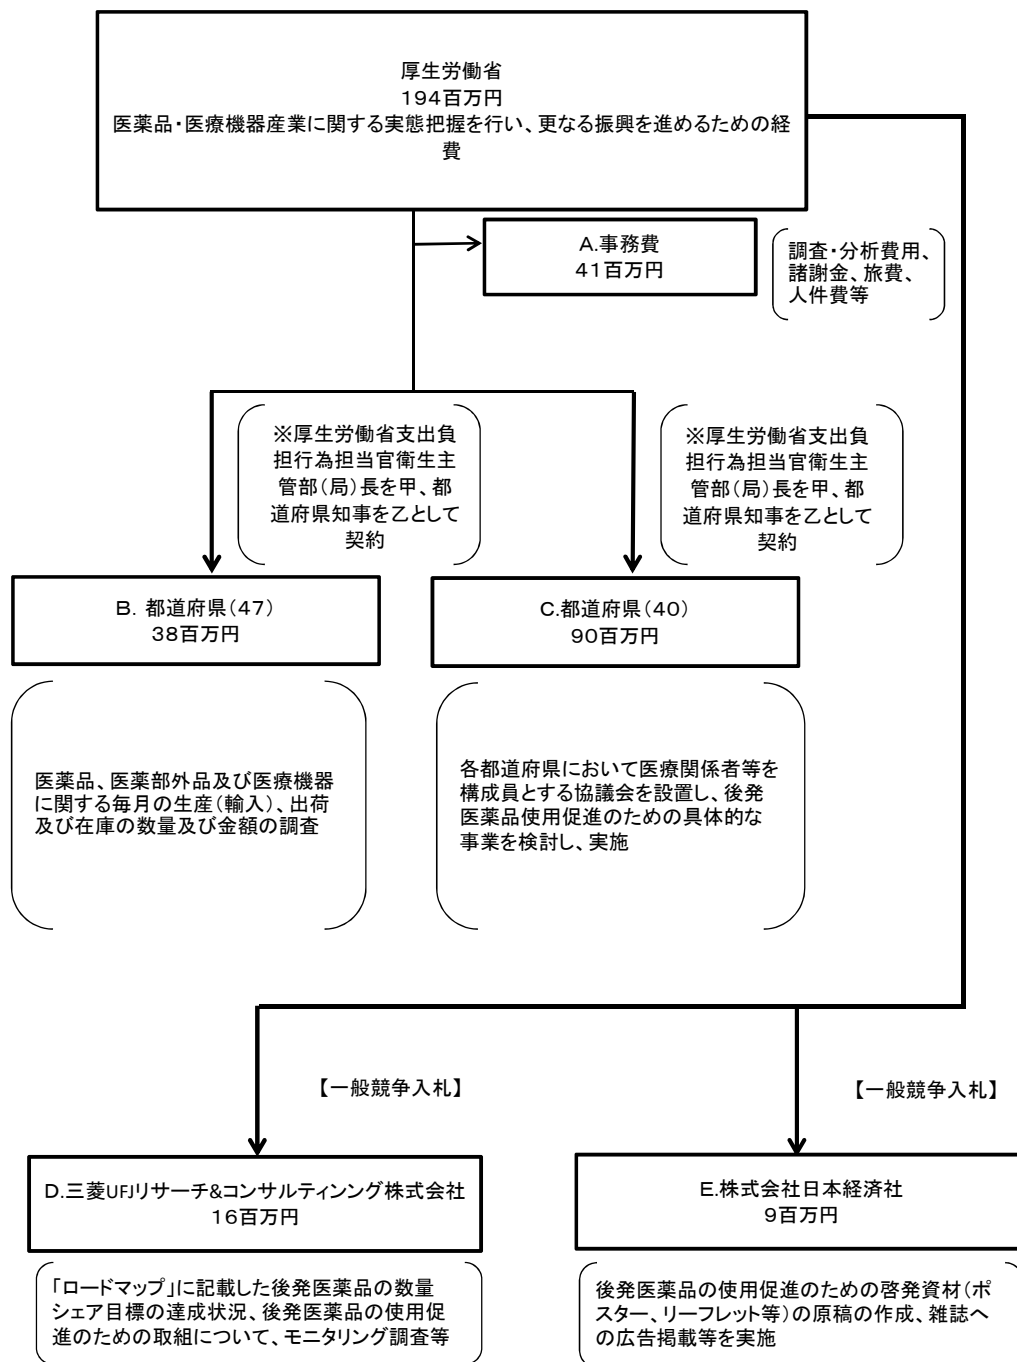 厚生労働省
194百万円
医薬品・医療機器産業に関する実態把握を行い、更なる振興を進めるための経
費
A.事務費
41百万円
調査・分析費用、
諸謝金、旅費、
人件費等
※厚生労働省支出負
担行為担当官衛生主
管部(局)長を甲、都
道府県知事を乙として
契約
※厚生労働省支出負
担行為担当官衛生主
管部(局)長を甲、都
道府県知事を乙として
契約
B. 都道府県(47)
38百万円
C.都道府県(40)
90百万円
医薬品、医薬部外品及び医療機器
に関する毎月の生産(輸入)、出荷
及び在庫の数量及び金額の調査
各都道府県において医療関係者等を
構成員とする協議会を設置し、後発
医薬品使用促進のための具体的な
事業を検討し、実施
【一般競争入札】
【一般競争入札】
D.三菱UFJリサーチ&コンサルティンング株式会社
16百万円
E.株式会社日本経済社
9百万円
「ロードマップ」に記載した後発医薬品の数量
シェア目標の達成状況、後発医薬品の使用促
進のための取組について、モニタリング調査等
後発医薬品の使用促進のための啓発資材(ポ
スター、リーフレット等)の原稿の作成、雑誌へ
の広告掲載等を実施